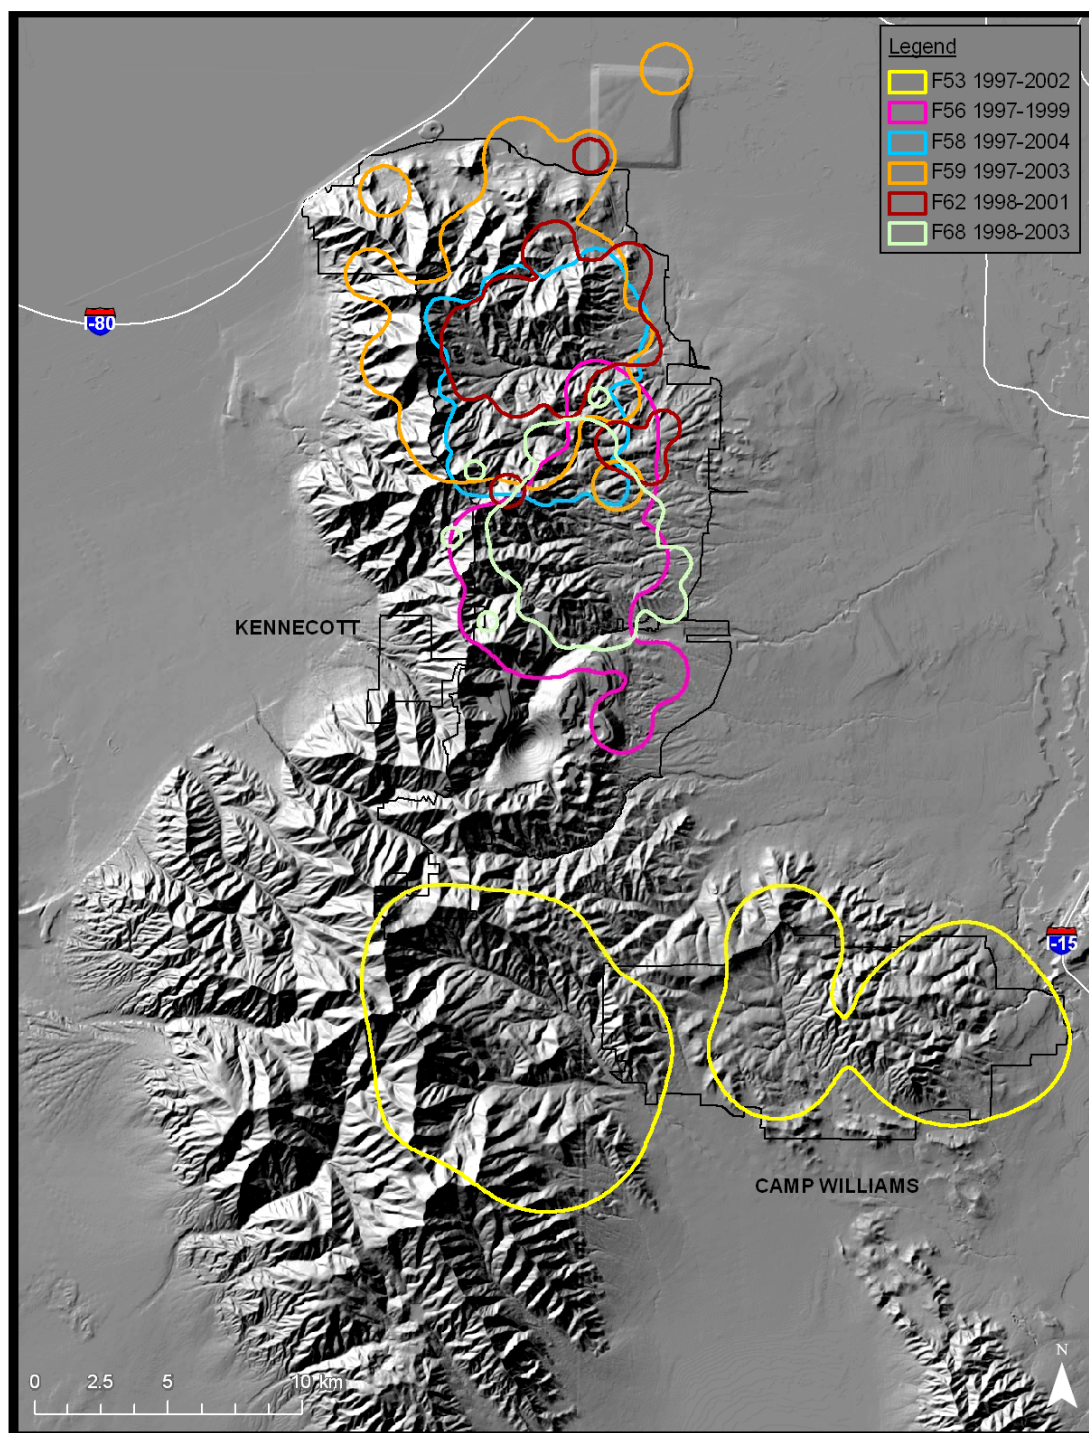 Legend
F53 1997-2002
F56 1997-1999
F58 1997-2004
F59 1997-2003
F62 1998-2001
F68 1998-2003
I-80
KENNECOTT
I-15
CAMP WILLIAMS
0 2.5 5 10 km
N